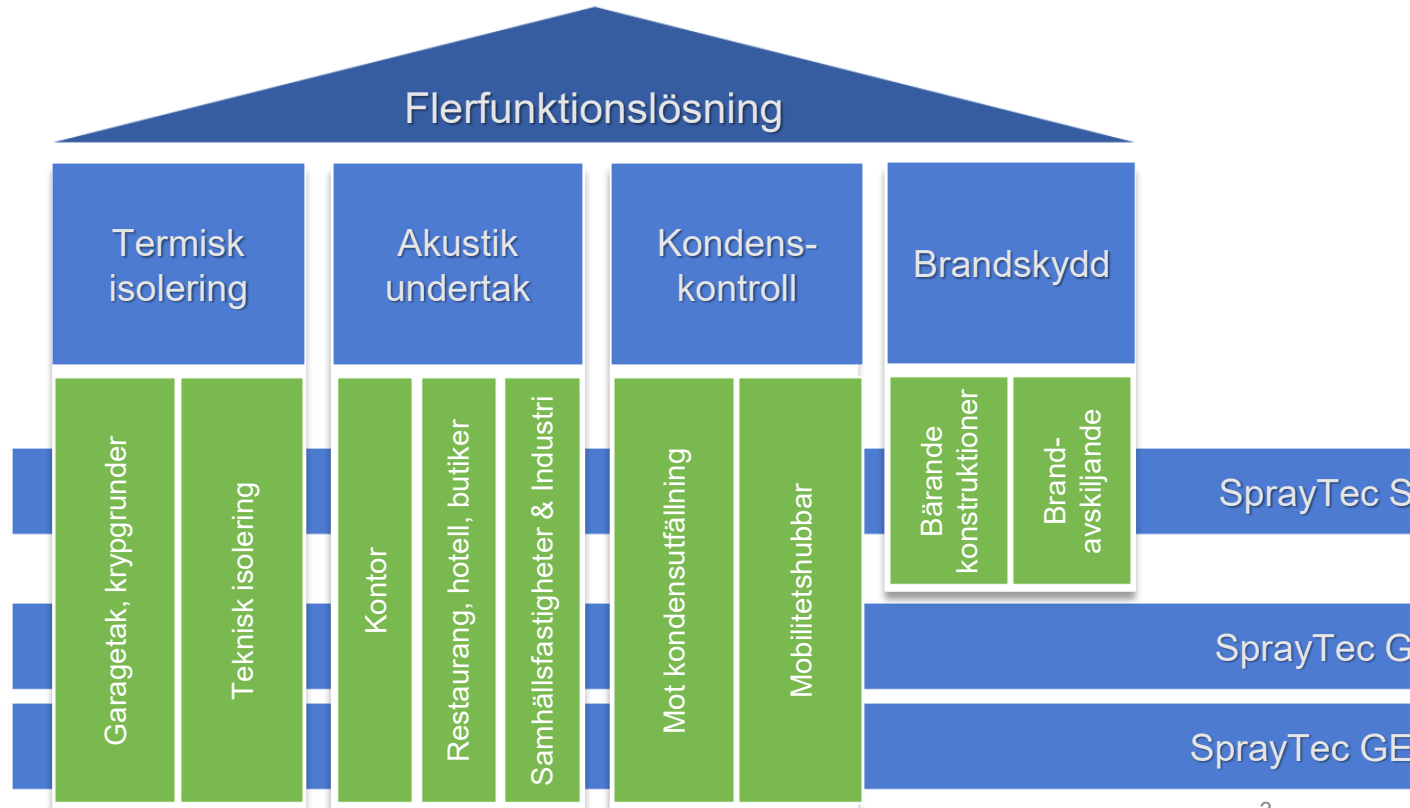 Flerfunktionslösning
Termisk
isolering
Akustik
undertak
Kondens-
kontroll
Brandskydd
Garagetak, krypgrunder
Teknisk isolering
Kontor
Restaurang, hotell, butiker
Samhällsfastigheter & Industri
Mot kondensutfällning
Mobilitetshubbar
Bärande
konstruktioner
Brand-
avskiljande
SprayTec S
SprayTec G
SprayTec GE